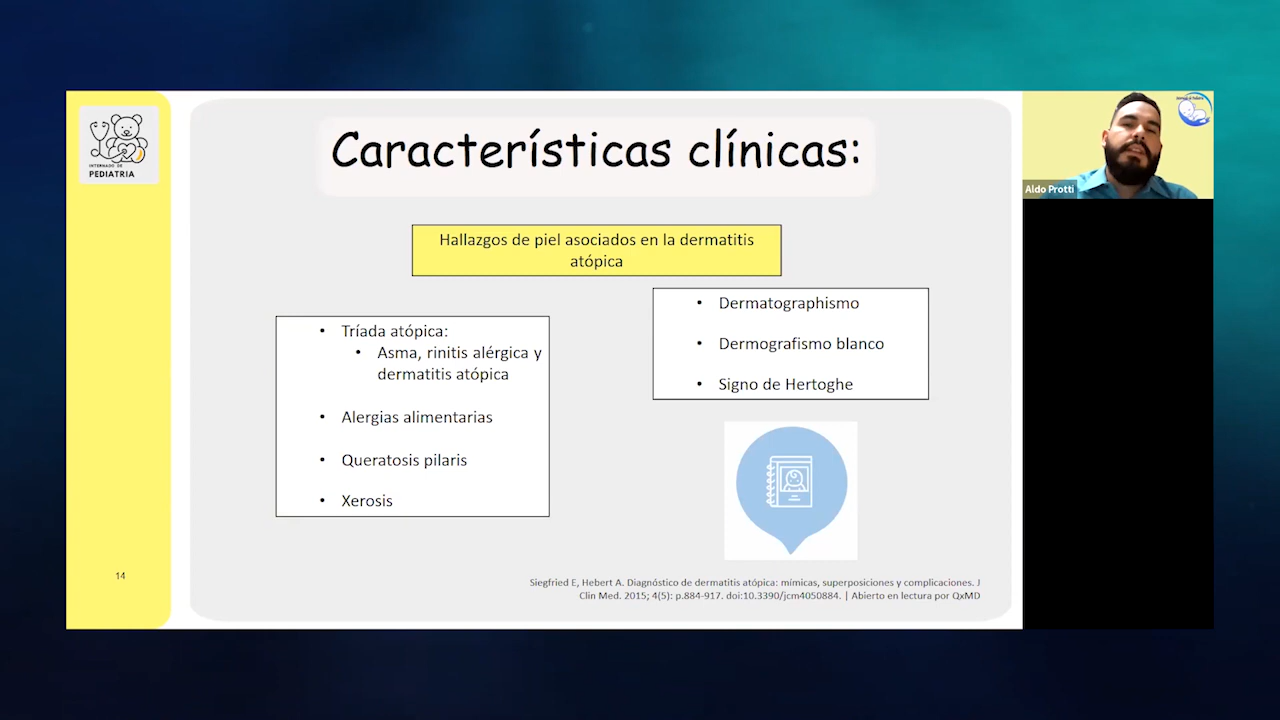 INTERNADO DE
PEDIATRIA
Características clínicas:
Hallazgos de piel asociados en la dermatitis
atópica
• Tríada atópica:
• Asma, rinitis alérgica y
dermatitis atópica
• Alergias alimentarias
• Queratosis pilaris
• Xerosis
• Dermatographismo
• Dermografismo blanco
• Signo de Hertoghe
14
Siegfried E, Hebert A. Diagnóstico de dermatitis atópica: mímicas, superposiciones y complicaciones. J
Clin Med. 2015; 4(5): p.884-917. doi:10.3390/jcm4050884. | Abierto en lectura por QxMD
Aldo Protti